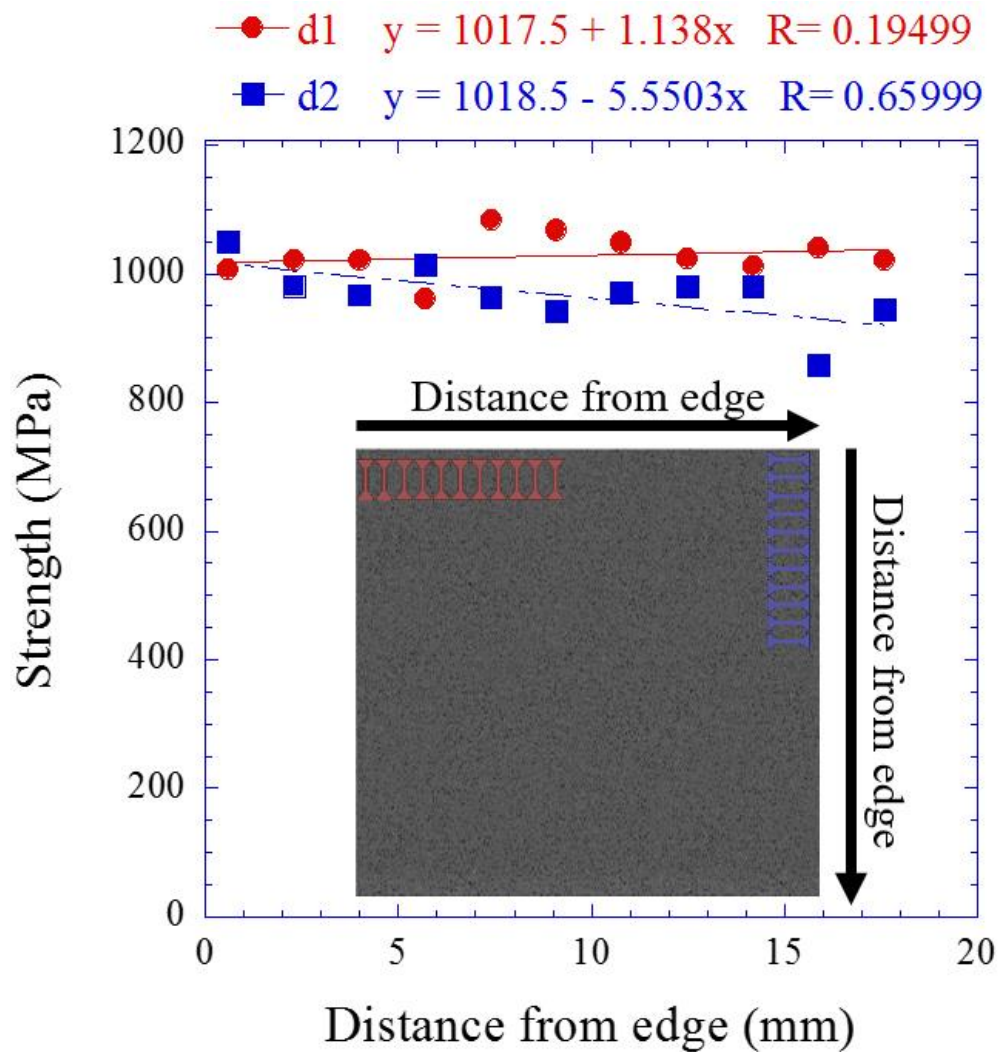 d1 y = 1017.5 + 1.138x R= 0.19499
d2 y = 1018.5 - 5.5503x R= 0.65999
1200
1000
800
600
400
200
0
Strength (MPa)
Distance from edge
Distance from edge
0 5 10 15 20
Distance from edge (mm)